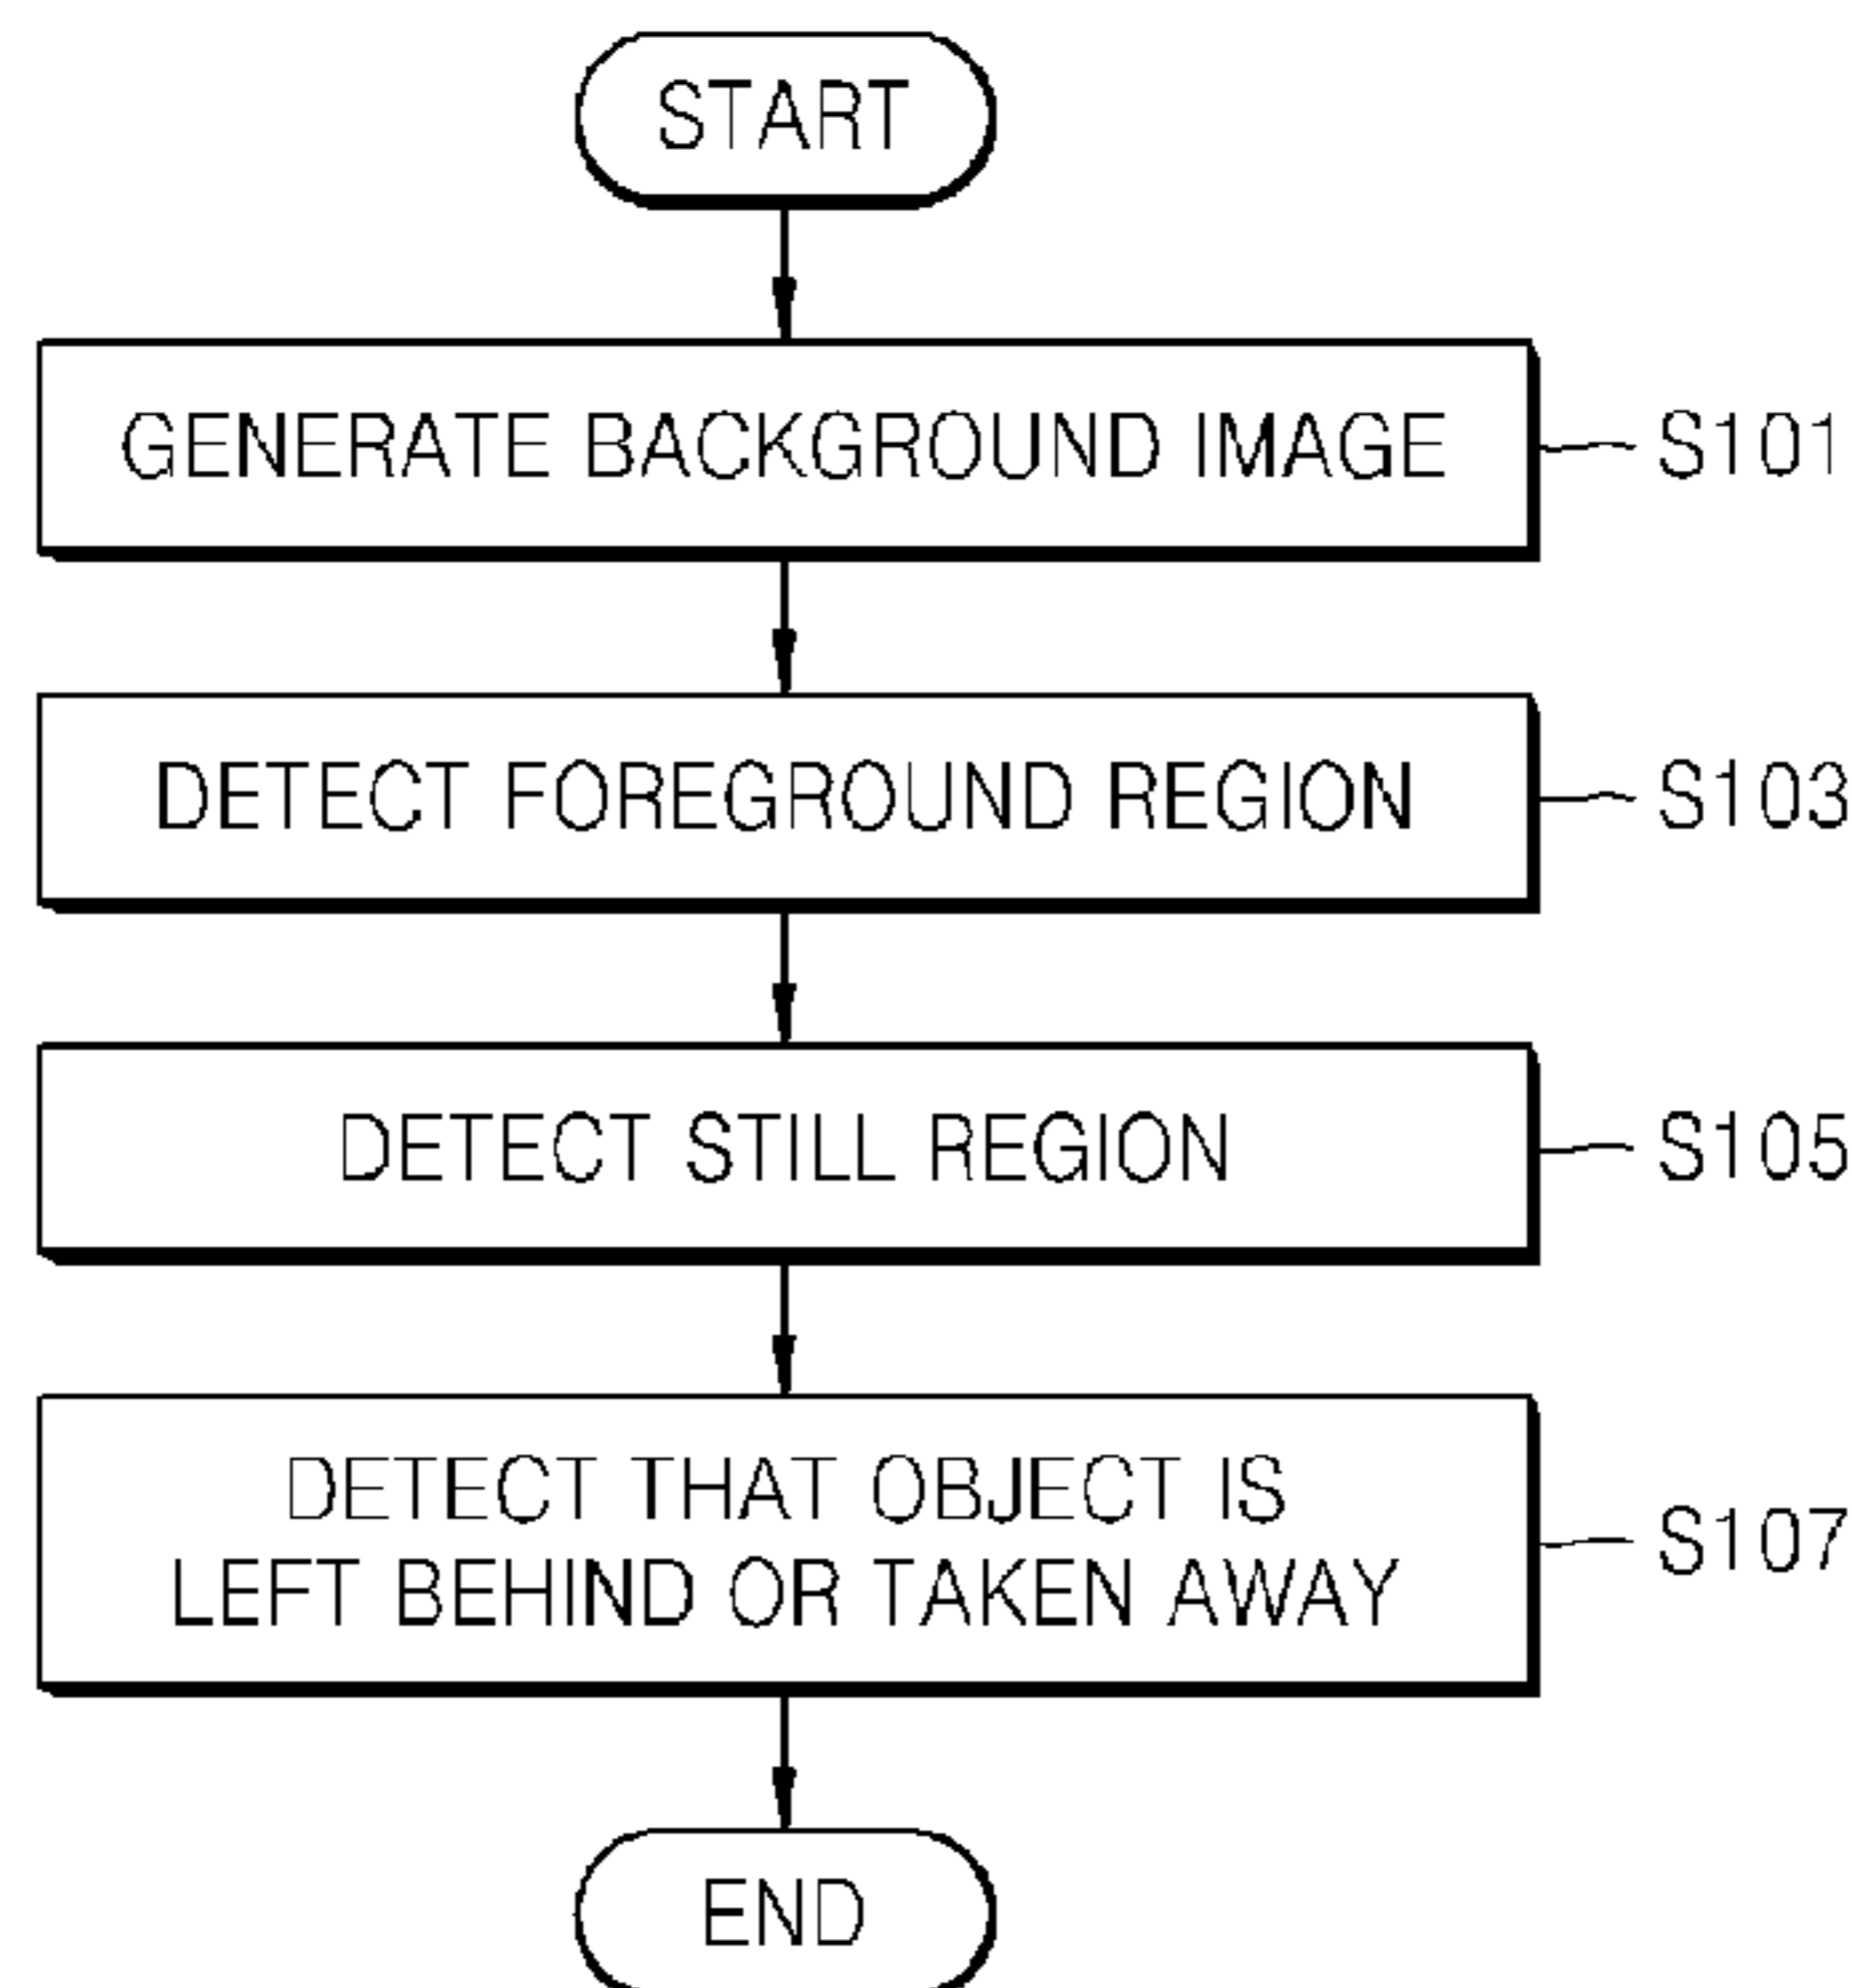 START
GENERATE BACKGROUND IMAGE
S101
DETECT FOREGROUND REGION
S103
DETECT STILL REGION
S105
DETECT THAT OBJECT IS
LEFT BEHIND OR TAKEN AWAY
S107
END